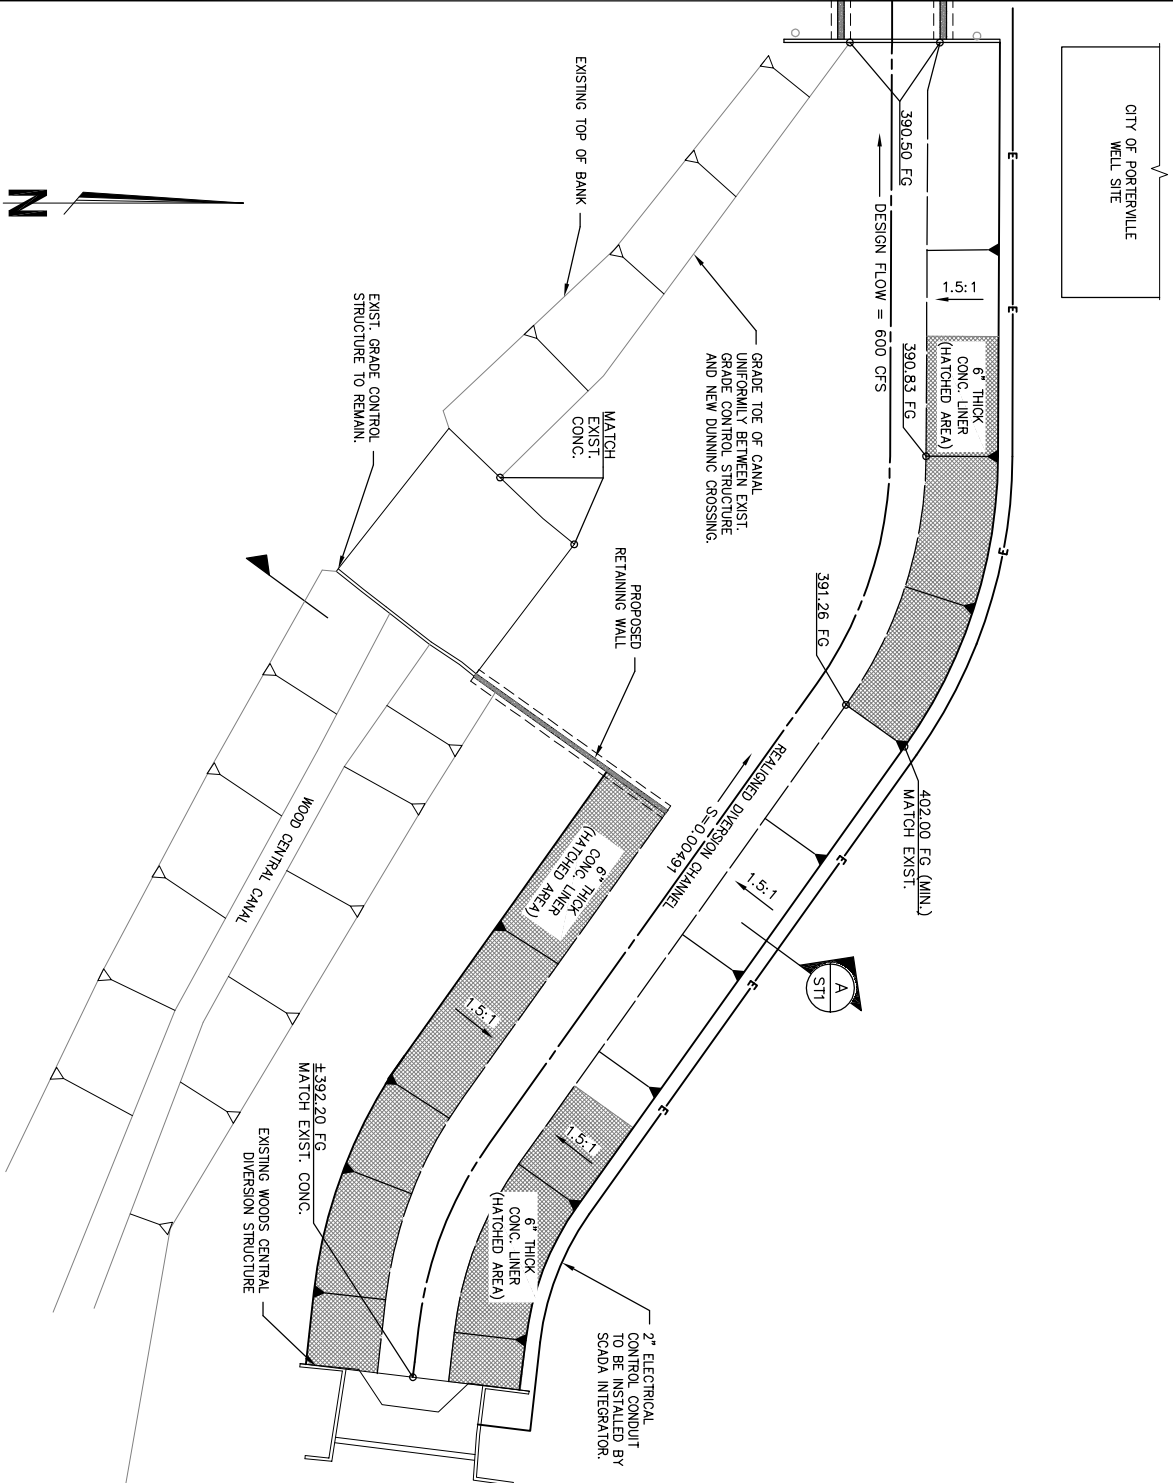 CITY OF PORTERVILLE
WELL SITE
E
E
E
E
E
E
390.50 FG
DESIGN FLOW = 600 CFS
1.5:1
6" THICK
CONC. LINER
(HATCHED AREA)
390.83 FG
EXISTING TOP OF BANK
GRADE TOE OF CANAL
UNIFORMILY BETWEEN EXIST.
GRADE CONTROL STRUCTURE
AND NEW DUNNING CROSSING.
N
EXIST. GRADE CONTROL
STRUCTURE TO REMAIN.
MATCH
EXIST.
CONC.
PROPOSED
RETAINING WALL
391.26 FG
402.00 FG (MIN.)
MATCH EXIST.
REALIGNED DIVERSION CHANNEL
S=0.00491
1.5:1
A
ST1
WOOD CENTRAL CANAL
6" THICK
CONC. LINER
(HATCHED AREA)
1.5:1
±392.20 FG
MATCH EXIST. CONC.
EXISTING WOODS CENTRAL
DIVERSION STRUCTURE
1.5:1
6" THICK
CONC. LINER
(HATCHED AREA)
2" ELECTRICAL
CONTROL CONDUIT
TO BE INSTALLED BY
SCADA INTEGRATOR.